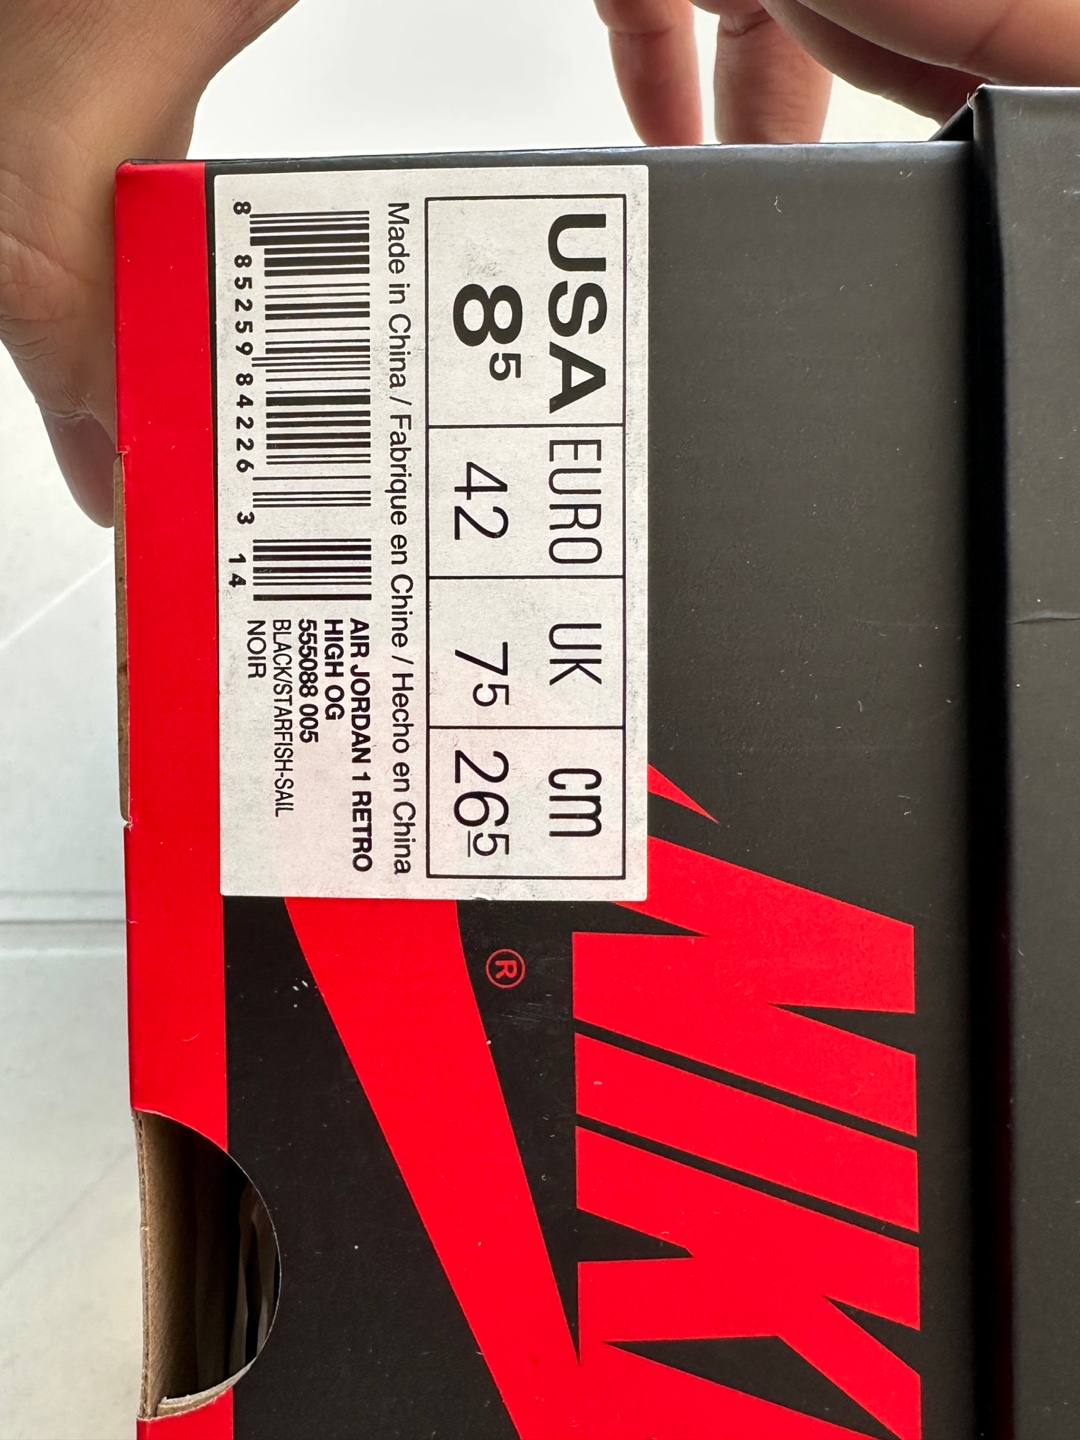 USA EURO UK cm
8⁵ 42 7⁵ 26⁵
Made in China / Fabrique en Chine / Hecho en China
AIR JORDAN 1 RETRO
HIGH OG
555088 005
BLACK/STARFISH-SAIL
NOIR
8 85259 84226 3 14
®
NIK